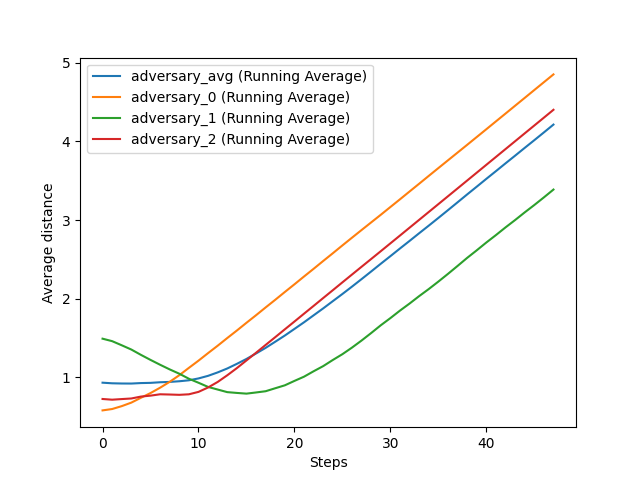 adversary_avg (Running Average)
adversary_0 (Running Average)
adversary_1 (Running Average)
adversary_2 (Running Average)
Average distance
5
4
3
2
1
0
10
20
30
40
Steps